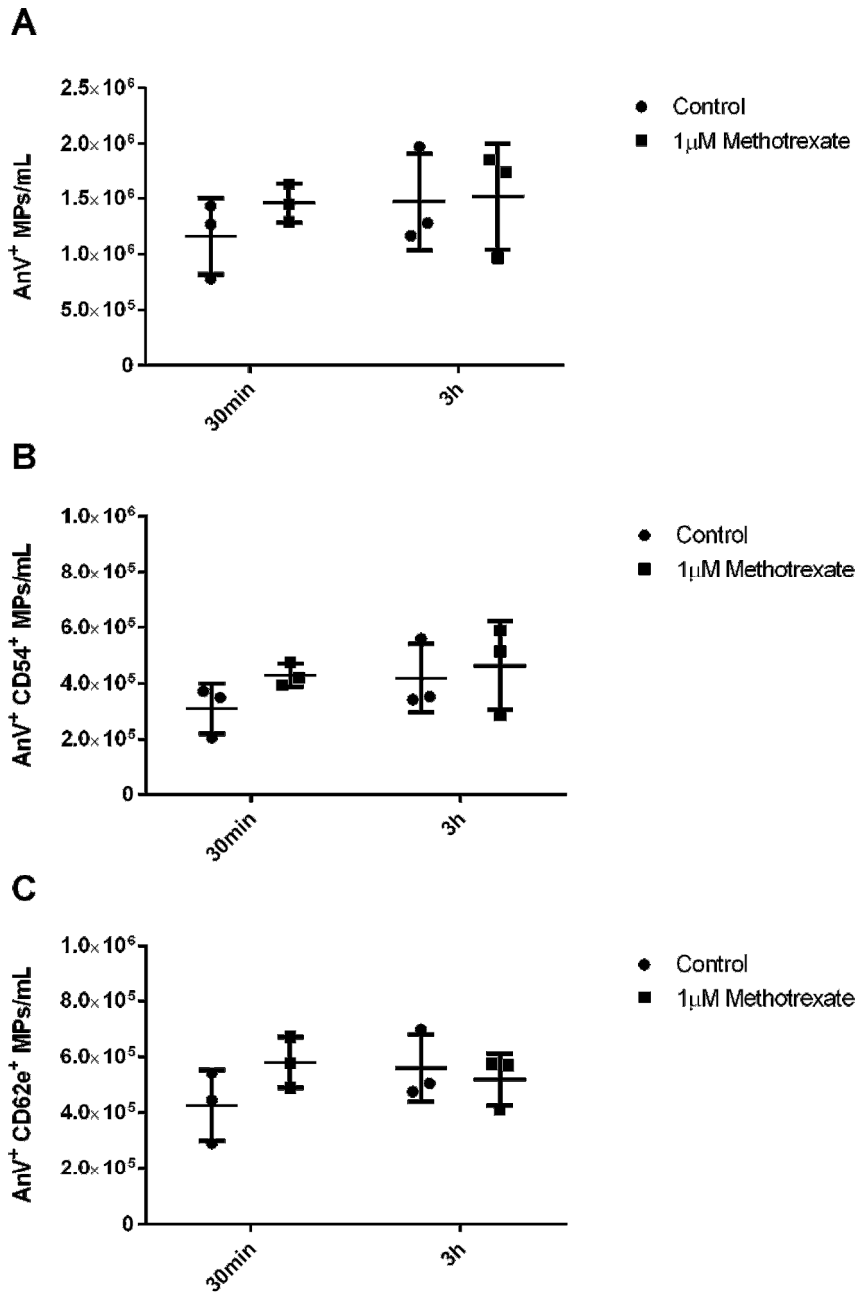 A
AnV⁺ MPs/mL
2.5×10⁶
2.0×10⁶
1.5×10⁶
1.0×10⁶
5.0×10⁵
0
30min
3h
Control
1µM Methotrexate
B
AnV⁺ CD54⁺ MPs/mL
1.0×10⁶
8.0×10⁵
6.0×10⁵
4.0×10⁵
2.0×10⁵
0
30min
3h
Control
1µM Methotrexate
C
AnV⁺ CD62e⁺ MPs/mL
1.0×10⁶
8.0×10⁵
6.0×10⁵
4.0×10⁵
2.0×10⁵
0
30min
3h
Control
1µM Methotrexate